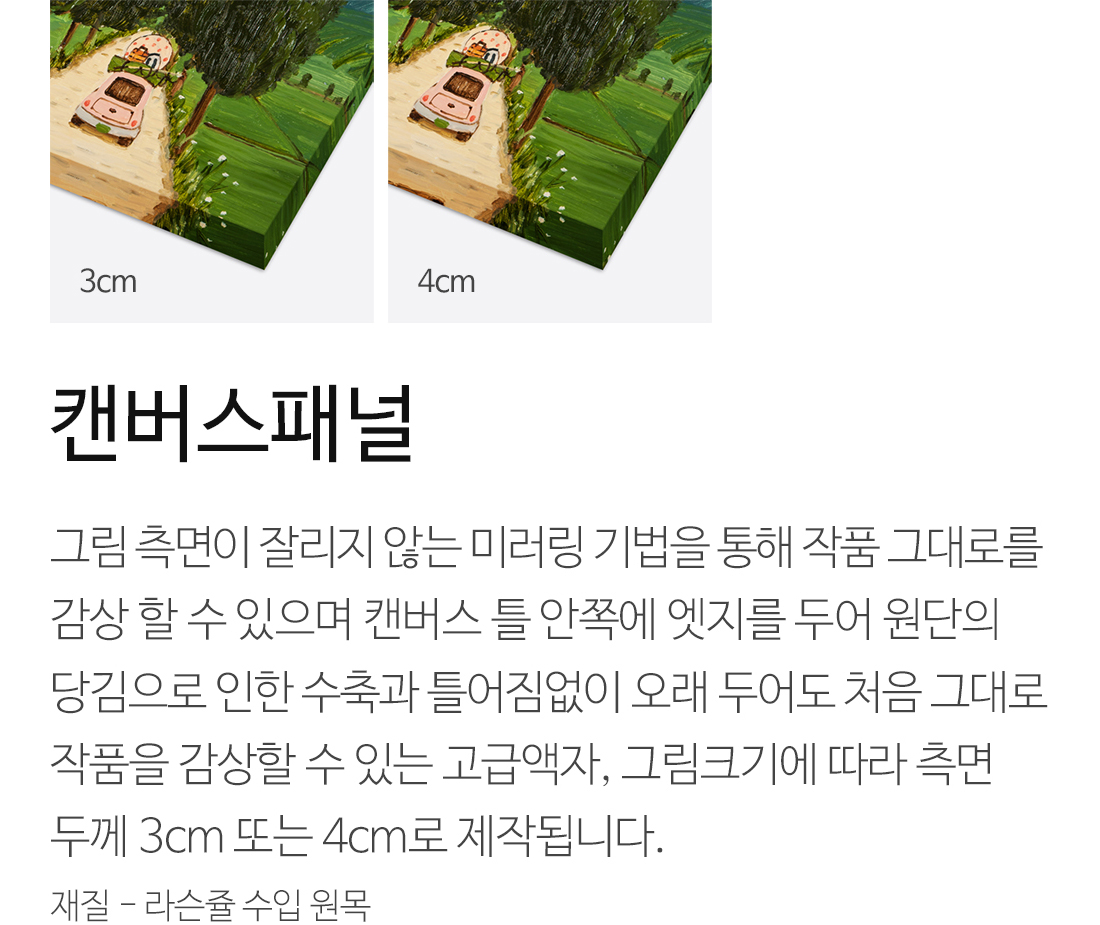 3cm
4cm
캔버스패널
그림 측면이 잘리지 않는 미러링 기법을 통해 작품 그대로를
감상 할 수 있으며 캔버스 틀 안쪽에 엣지를 두어 원단의
당김으로 인한 수축과 틀어짐없이 오래 두어도 처음 그대로
작품을 감상할 수 있는 고급액자, 그림크기에 따라 측면
두께 3cm 또는 4cm로 제작됩니다.
재질 - 라슨쥴 수입 원목